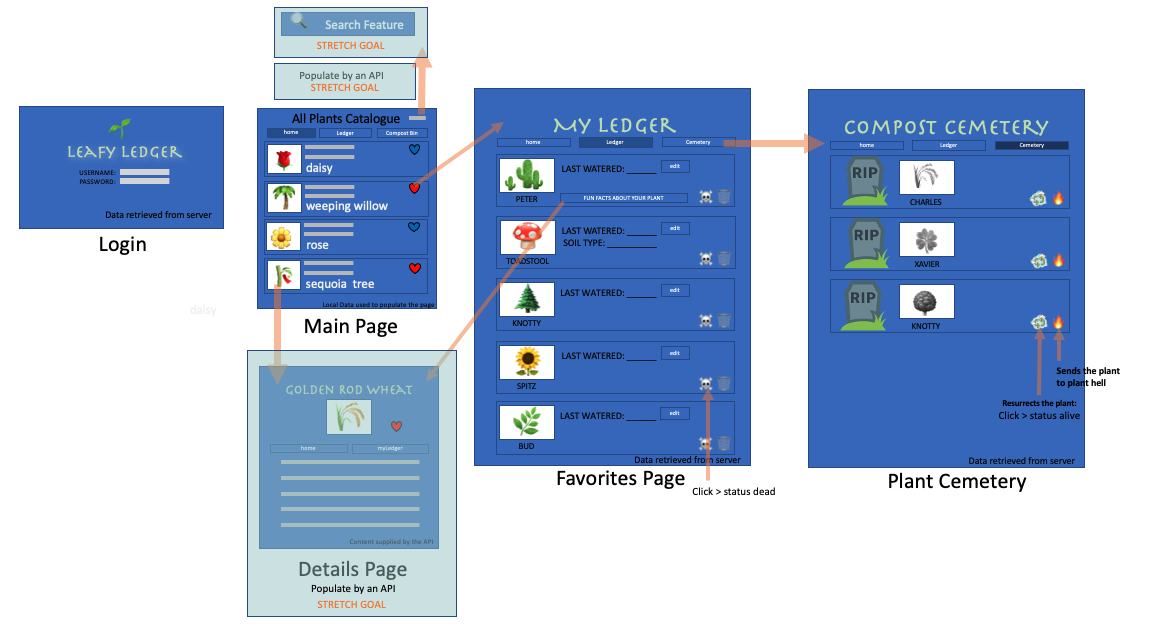 Search Feature
STRETCH GOAL
Populate by an API
STRETCH GOAL
LEAFY LEDGER
USERNAME:
PASSWORD:
Data retrieved from server
Login
daisy
All Plants Catalogue
home Ledger Compost Bin
daisy
weeping willow
rose
sequoia tree
Local Data used to populate the page
Main Page
GOLDEN ROD WHEAT
home myLedger
Content supplied by the API
Details Page
Populate by an API
STRETCH GOAL
MY LEDGER
home Ledger Cemetery
LAST WATERED: ______ edit
PETER
FUN FACTS ABOUT YOUR PLANT
LAST WATERED: ______ edit
SOIL TYPE: __________
TOADSTOOL
LAST WATERED: ______ edit
KNOTTY
LAST WATERED: ______ edit
SPITZ
LAST WATERED: ______ edit
BUD
Data retrieved from server
Favorites Page
Click > status dead
COMPOST CEMETERY
home Ledger Cemetery
RIP
CHARLES
RIP
XAVIER
RIP
KNOTTY
Sends the plant
to plant hell
Resurrects the plant:
Click > status alive
Data retrieved from server
Plant Cemetery